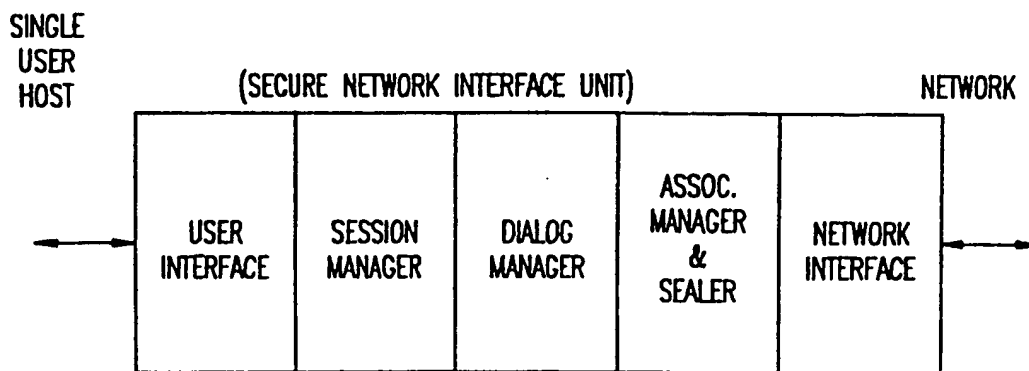 SINGLE
USER
HOST
(SECURE NETWORK INTERFACE UNIT)
NETWORK
USER
INTERFACE
SESSION
MANAGER
DIALOG
MANAGER
ASSOC.
MANAGER
&
SEALER
NETWORK
INTERFACE